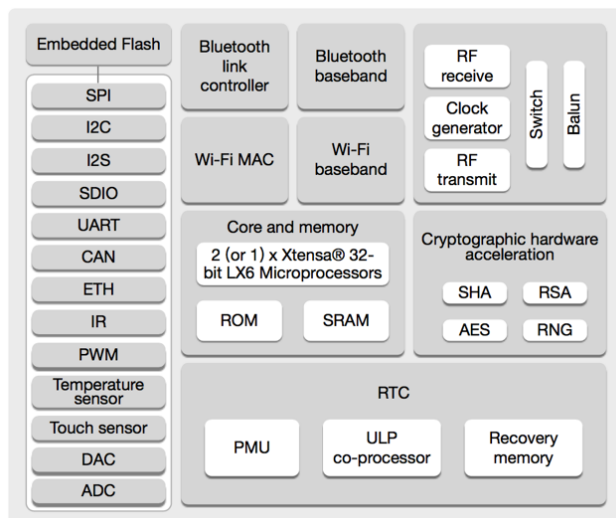 Embedded Flash
SPI
I2C
I2S
SDIO
UART
CAN
ETH
IR
PWM
Temperature
sensor
Touch sensor
DAC
ADC
Bluetooth
link
controller
Bluetooth
baseband
Wi-Fi MAC
Wi-Fi
baseband
RF
receive
Clock
generator
RF
transmit
Switch
Balun
Core and memory
2 (or 1) x Xtensa® 32-
bit LX6 Microprocessors
ROM
SRAM
Cryptographic hardware
acceleration
SHA
RSA
AES
RNG
RTC
PMU
ULP
co-processor
Recovery
memory